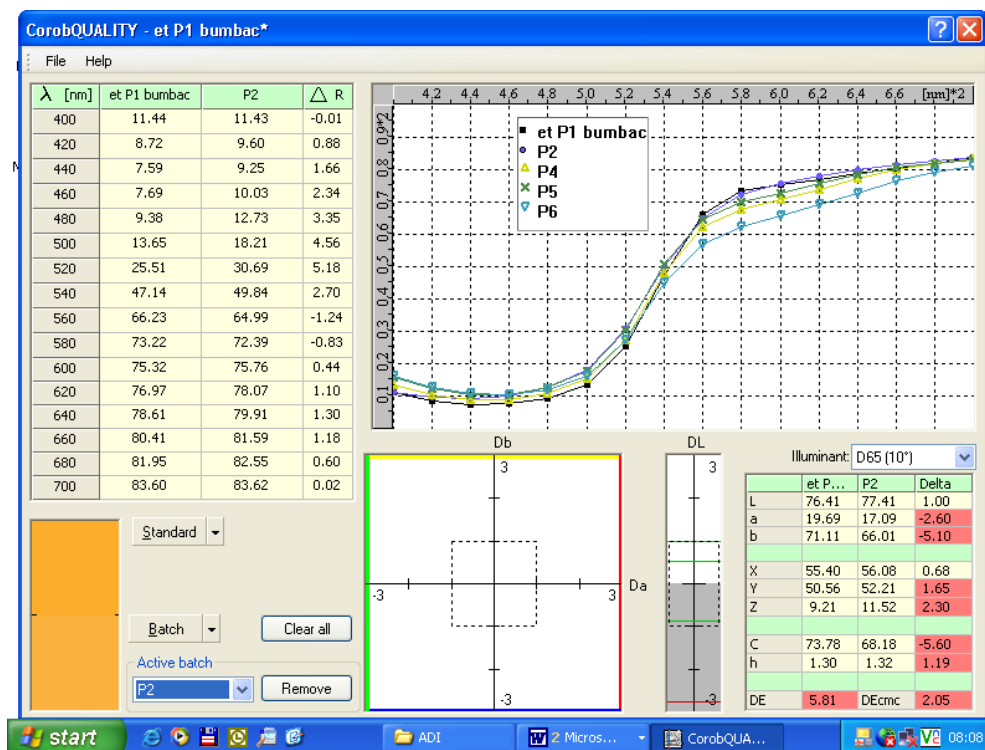 CorobQUALITY - et P1 bumbac*
File Help
λ [nm] et P1 bumbac P2 △ R
400 11.44 11.43 -0.01
420 8.72 9.60 0.88
440 7.59 9.25 1.66
460 7.69 10.03 2.34
480 9.38 12.73 3.35
500 13.65 18.21 4.56
520 25.51 30.69 5.18
540 47.14 49.84 2.70
560 66.23 64.99 -1.24
580 73.22 72.39 -0.83
600 75.32 75.76 0.44
620 76.97 78.07 1.10
640 78.61 79.91 1.30
660 80.41 81.59 1.18
680 81.95 82.55 0.60
700 83.60 83.62 0.02
4.2 4.4 4.6 4.8 5.0 5.2 5.4 5.6 5.8 6.0 6.2 6.4 6.6 [nm]*2
0,9*2
0,8
0,7
0,6
0,5
0,4
0,3
0,2
0,1
et P1 bumbac
P2
P4
P5
P6
Standard
Batch
Clear all
Active batch
P2
Remove
Db
3
-3 3 Da
-3
DL
3
-3
Illuminant: D65 (10°)
et P... P2 Delta
L 76.41 77.41 1.00
a 19.69 17.09 -2.60
b 71.11 66.01 -5.10
X 55.40 56.08 0.68
Y 50.56 52.21 1.65
Z 9.21 11.52 2.30
C 73.78 68.18 -5.60
h 1.30 1.32 1.19
DE 5.81 DEcmc 2.05
start
ADI
2 Micros...
CorobQUA...
08:08